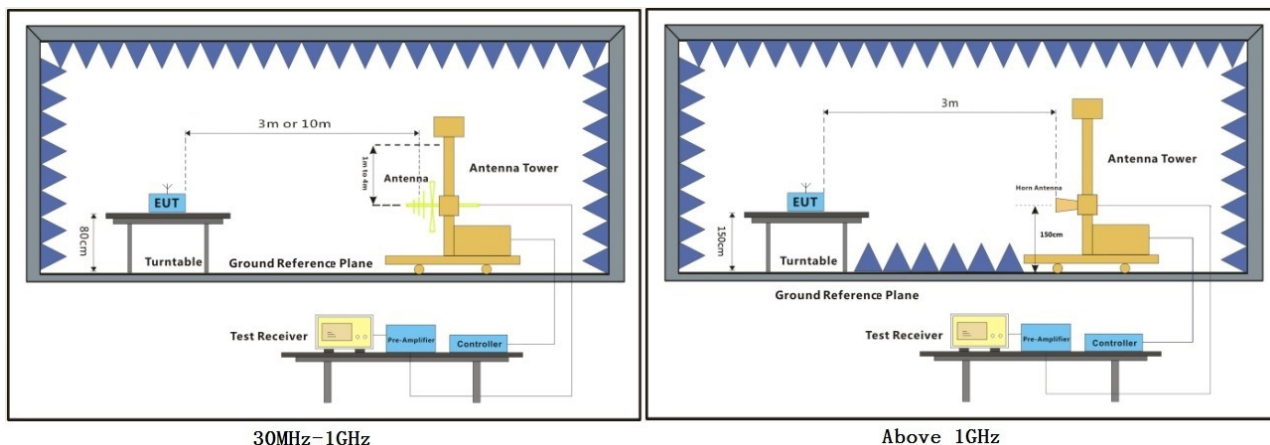 3m or 10m
1m to 4m
Antenna
Antenna Tower
EUT
80cm
Turntable
Ground Reference Plane
Test Receiver
Pre-Amplifier
Controller
30MHz-1GHz
3m
Antenna Tower
Horn Antenna
EUT
150cm
150cm
Turntable
Ground Reference Plane
Test Receiver
Pre-Amplifier
Controller
Above 1GHz